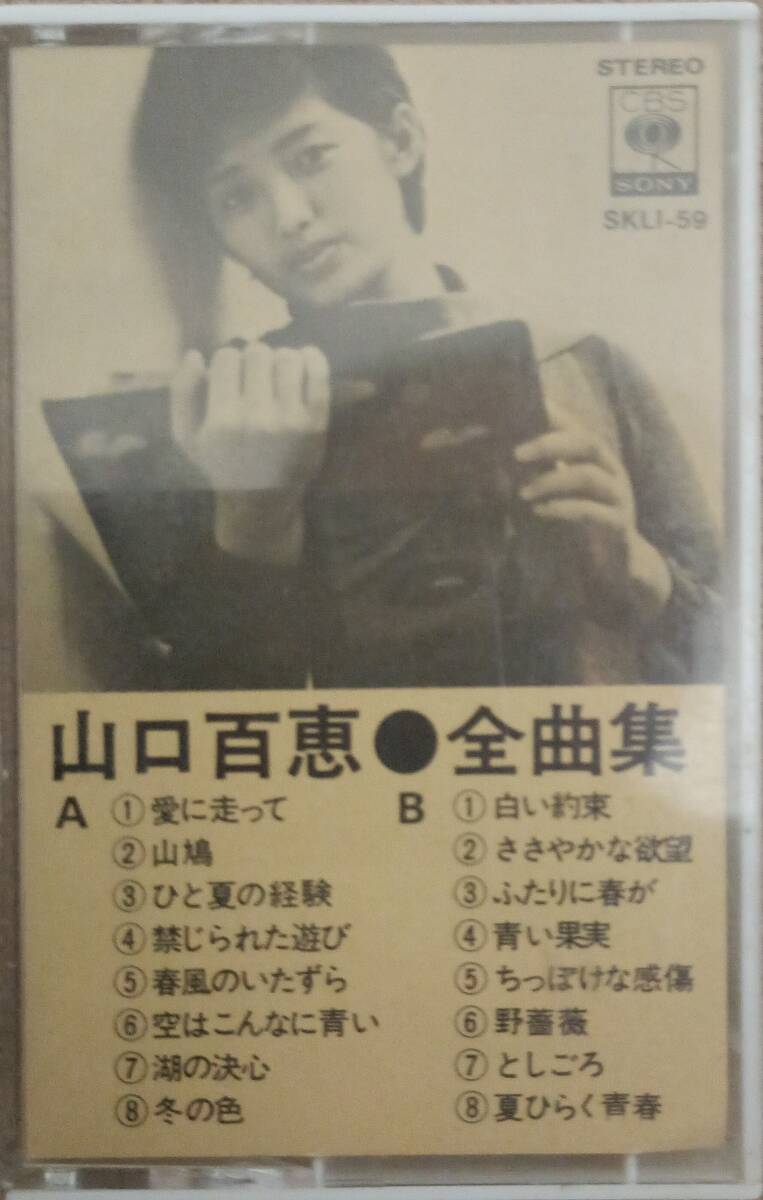 STEREO
CBS
SONY
SKLI-59
山口百恵●全曲集
A
①愛に走って
②山鳩
③ひと夏の経験
④禁じられた遊び
⑤春風のいたずら
⑥空はこんなに青い
⑦湖の決心
⑧冬の色
B
①白い約束
②ささやかな欲望
③ふたりに春が
④青い果実
⑤ちっぽけな感傷
⑥野薔薇
⑦としごろ
⑧夏ひらく青春